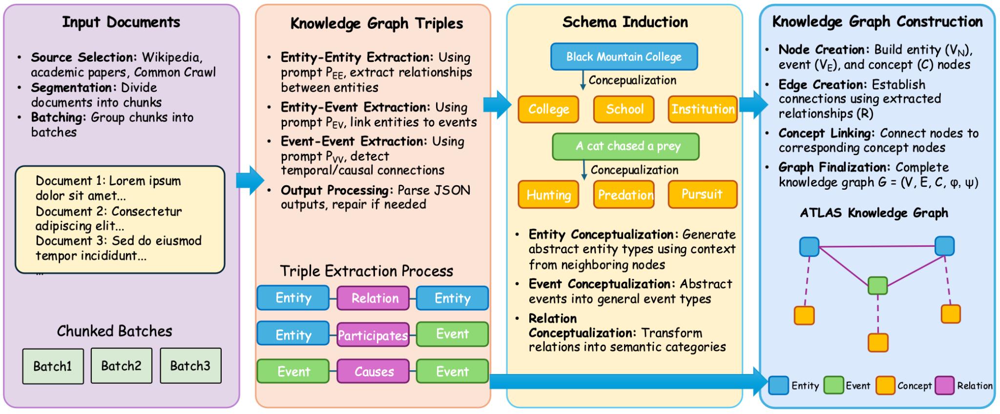 Input Documents
• Source Selection: Wikipedia,
academic papers, Common Crawl
• Segmentation: Divide
documents into chunks
• Batching: Group chunks into
batches
Document 1: Lorem ipsum
dolor sit amet...
Document 2: Consectetur
adipiscing elit...
Document 3: Sed do eiusmod
tempor incididunt...
...
Chunked Batches
Batch1 Batch2 Batch3
Knowledge Graph Triples
• Entity-Entity Extraction: Using
prompt P_EE, extract relationships
between entities
• Entity-Event Extraction: Using
prompt P_EV, link entities to events
• Event-Event Extraction: Using
prompt P_VV, detect
temporal/causal connections
• Output Processing: Parse JSON
outputs, repair if needed
Triple Extraction Process
Entity Relation Entity
Entity Participates Event
Event Causes Event
Schema Induction
Black Mountain College
Concepualization
College School Institution
A cat chased a prey
Concepualization
Hunting Predation Pursuit
• Entity Conceptualization: Generate
abstract entity types using context
from neighboring nodes
• Event Conceptualization: Abstract
events into general event types
• Relation
Conceptualization: Transform
relations into semantic categories
Knowledge Graph Construction
• Node Creation: Build entity (V_N),
event (V_E), and concept (C) nodes
• Edge Creation: Establish
connections using extracted
relationships (R)
• Concept Linking: Connect nodes to
corresponding concept nodes
• Graph Finalization: Complete
knowledge graph G = (V, E, C, φ, ψ)
ATLAS Knowledge Graph
Entity Event Concept Relation